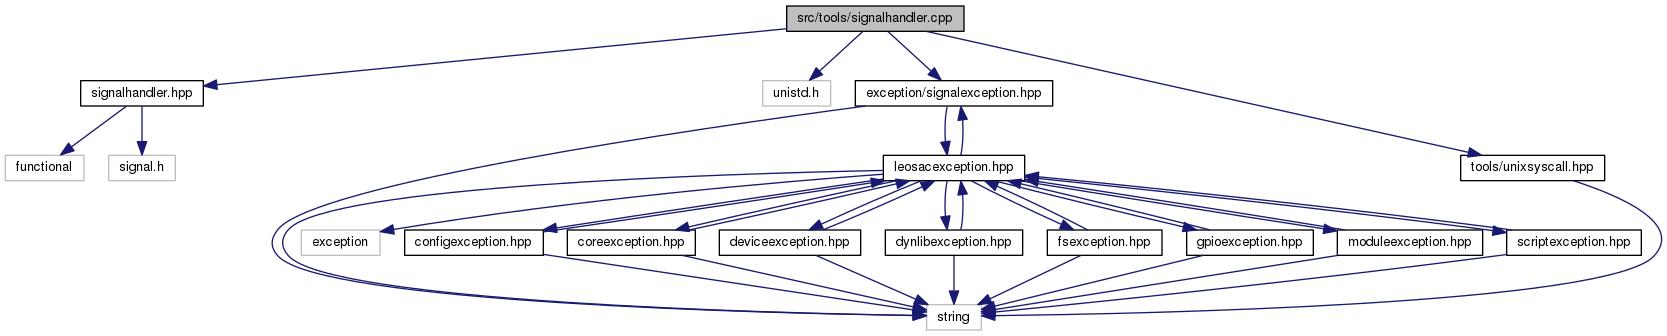 src/tools/signalhandler.cpp
signalhandler.hpp
unistd.h
exception/signalexception.hpp
functional
signal.h
leosacexception.hpp
tools/unixsyscall.hpp
exception
configexception.hpp
coreexception.hpp
deviceexception.hpp
dynlibexception.hpp
fsexception.hpp
gpioexception.hpp
moduleexception.hpp
scriptexception.hpp
string